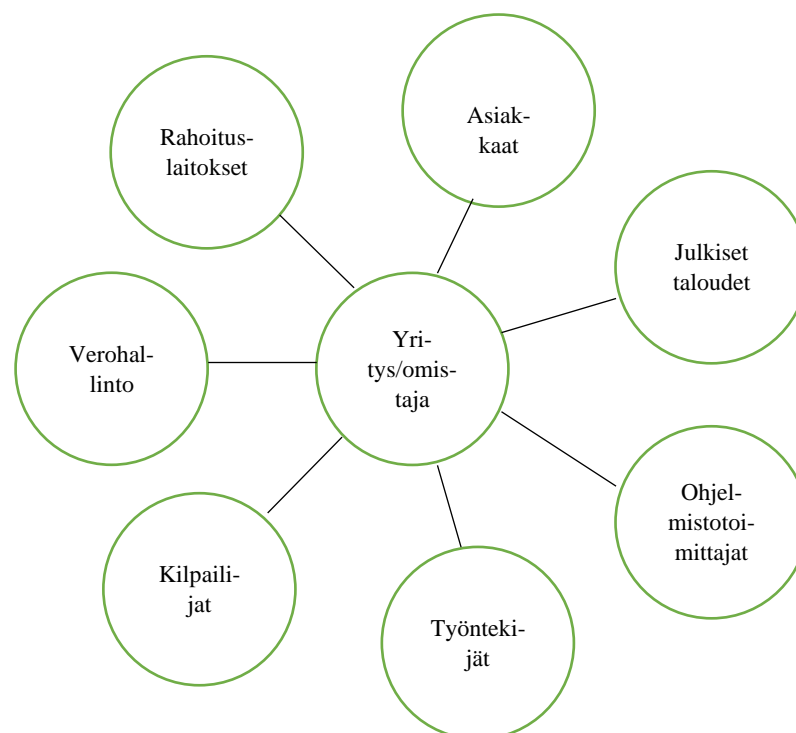 Rahoitus-
laitokset
Asiak-
kaat
Julkiset
taloudet
Verohal-
linto
Yri-
tys/omis-
taja
Ohjel-
mistotoi-
mittajat
Kilpaili-
jat
Työnteki-
jät